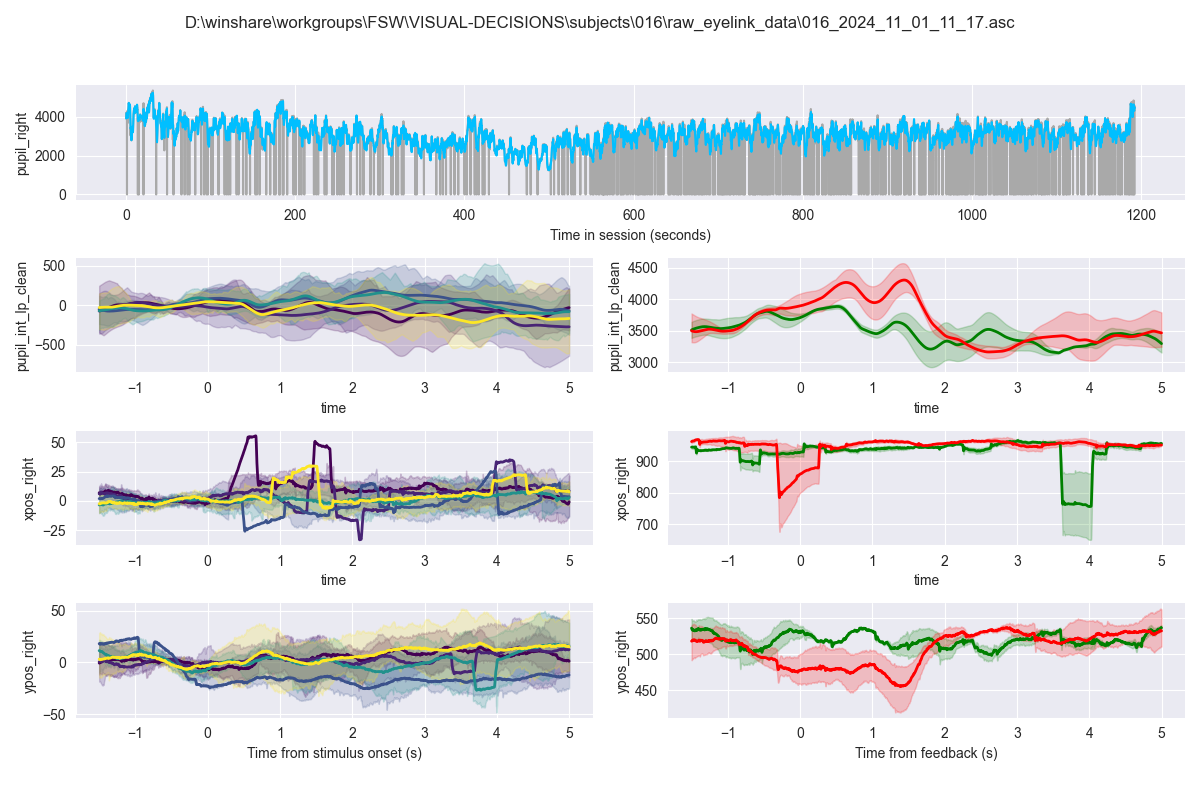 D:\winshare\workgroups\FSW\VISUAL-DECISIONS\subjects\016\raw_eyelink_data\016_2024_11_01_11_17.asc
pupil_right
4000
2000
0
0 200 400 600 800 1000 1200
Time in session (seconds)
pupil_int_lp_clean
500
0
−500
−1 0 1 2 3 4 5
time
pupil_int_lp_clean
4500
4000
3500
3000
−1 0 1 2 3 4 5
time
xpos_right
50
25
0
−25
−1 0 1 2 3 4 5
time
xpos_right
900
800
700
−1 0 1 2 3 4 5
time
ypos_right
50
0
−50
−1 0 1 2 3 4 5
Time from stimulus onset (s)
ypos_right
550
500
450
−1 0 1 2 3 4 5
Time from feedback (s)